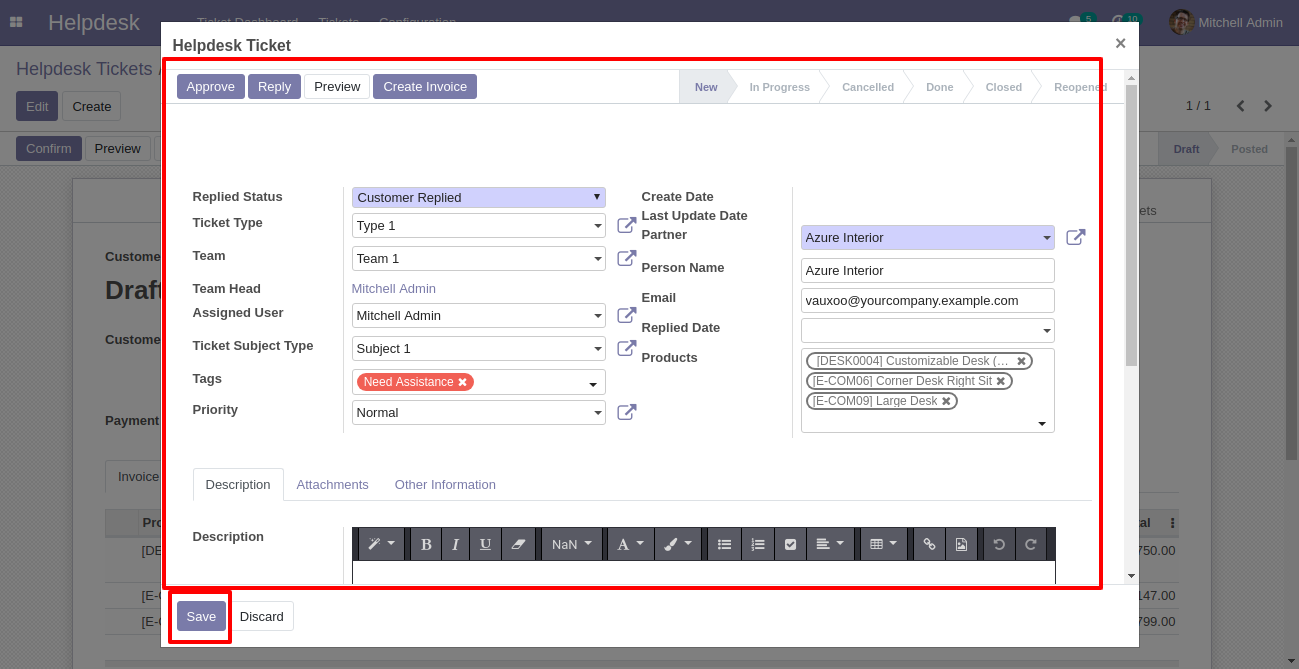 Helpdesk Ticket Dashboard Tickets Configuration 5 10 Mitchell Admin
Helpdesk Tickets
Edit Create 1 / 1
Confirm Preview Draft Posted
Helpdesk Ticket ×
Approve Reply Preview Create Invoice New In Progress Cancelled Done Closed Reopened
Replied Status Customer Replied
Ticket Type Type 1
Team Team 1
Team Head Mitchell Admin
Assigned User Mitchell Admin
Ticket Subject Type Subject 1
Tags Need Assistance
Priority Normal
Create Date
Last Update Date
Partner Azure Interior
Person Name Azure Interior
Email vauxoo@yourcompany.example.com
Replied Date
Products [DESK0004] Customizable Desk (...
[E-COM06] Corner Desk Right Sit
[E-COM09] Large Desk
Description Attachments Other Information
Description B I U NaN A
Save Discard
ets
Custome
Draft
Custome
Payment
Invoice
Pro
tal
[DE
750.00
[E-C
147.00
[E-C
799.00